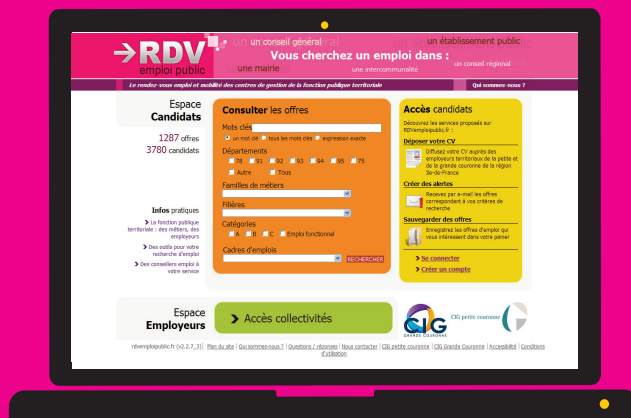 RDV
emploi public
un conseil général
un établissement public
Vous cherchez un emploi dans :
une mairie
une intercommunalité
un conseil régional
Le rendez-vous emploi et mobilité des centres de gestion de la fonction publique territoriale
Qui sommes-nous ?
Espace
Candidats
1287 offres
3780 candidats
Infos pratiques
La fonction publique
territoriale : des métiers, des
employeurs
Des outils pour votre
recherche d'emploi
Des conseillers emploi à
votre service
Consulter les offres
Mots clés
un mot clé tous les mots clés expression exacte
Départements
78 91 92 93 94 95 75
Autre Tous
Familles de métiers
Filières
Catégories
A B C Emploi fonctionnel
Cadres d'emplois
RECHERCHER
Accès candidats
Découvrez les services proposés sur
RDVemploipublic.fr :
Déposer votre CV
Diffusez votre CV auprès des
employeurs territoriaux de la petite et
de la grande couronne de la région
Ile-de-France
Créer des alertes
Recevez par e-mail les offres
correspondant à vos critères de
recherche
Sauvegarder des offres
Enregistrez les offres d'emploi qui
vous intéressent dans votre panier
Se connecter
Créer un compte
Espace
Employeurs
Accès collectivités
CIG
GRANDE COURONNE
CIG petite couronne
rdvemploipublic.fr (v2.2.7_3) | Plan du site | Qui sommes-nous ? | Questions / réponses | Nous contacter | CIG petite couronne | CIG Grande Couronne | Accessibilité | Conditions
d'utilisation